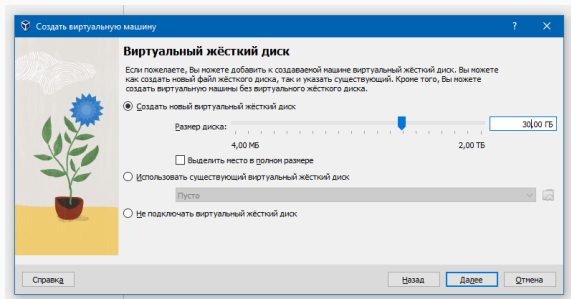 Создать виртуальную машину
Виртуальный жёсткий диск
Если пожелаете, Вы можете добавить к создаваемой машине виртуальный жёсткий диск. Вы можете
как создать новый файл жёсткого диска, так и указать существующий. Кроме того, Вы можете
создать виртуальную машины без виртуального жёсткого диска.
Создать новый виртуальный жёсткий диск
Размер диска:
30,00 ГБ
4,00 МБ 2,00 ТБ
Выделить место в полном размере
Использовать существующий виртуальный жёсткий диск
Пусто
Не подключать виртуальный жёсткий диск
Справка Назад Далее Отмена